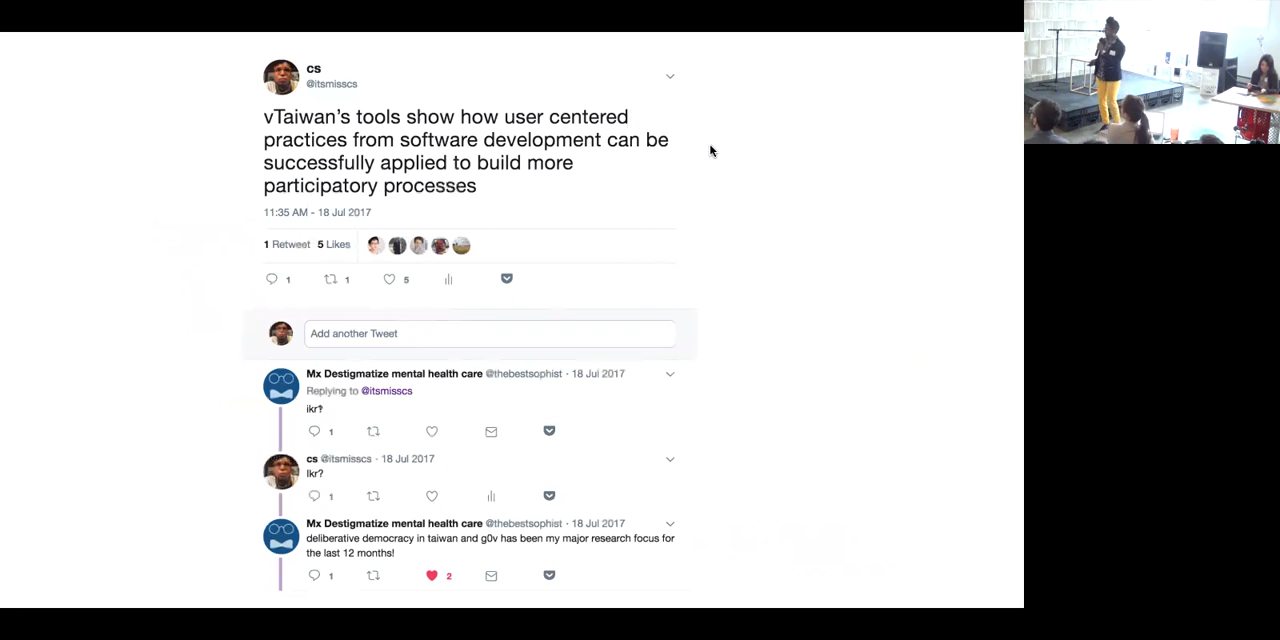 cs
@itsmisscs
vTaiwan's tools show how user centered
practices from software development can be
successfully applied to build more
participatory processes
11:35 AM - 18 Jul 2017
1 Retweet 5 Likes
1 1 5
Add another Tweet
Mx Destigmatize mental health care @thebestsophist · 18 Jul 2017
Replying to @itsmisscs
ikr‽
1
cs @itsmisscs · 18 Jul 2017
Ikr?
1
Mx Destigmatize mental health care @thebestsophist · 18 Jul 2017
deliberative democracy in taiwan and g0v has been my major research focus for
the last 12 months!
1 2